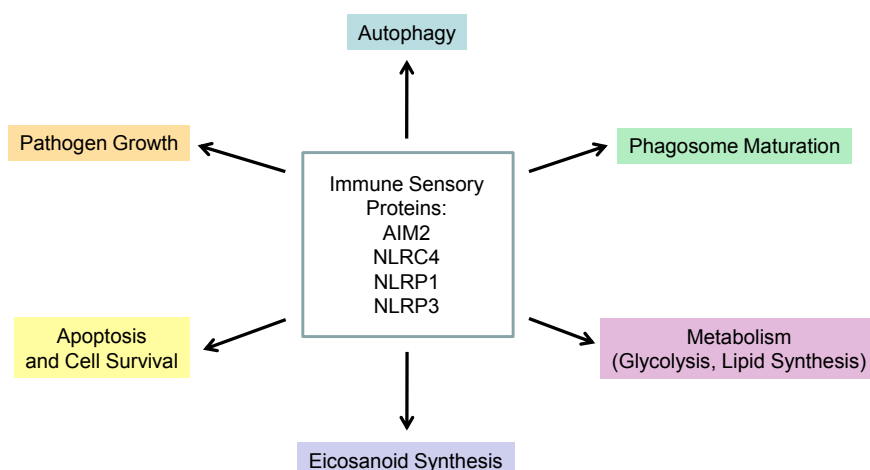 Autophagy
Pathogen Growth
Phagosome Maturation
Immune Sensory
Proteins:
AIM2
NLRC4
NLRP1
NLRP3
Apoptosis
and Cell Survival
Metabolism
(Glycolysis, Lipid Synthesis)
Eicosanoid Synthesis